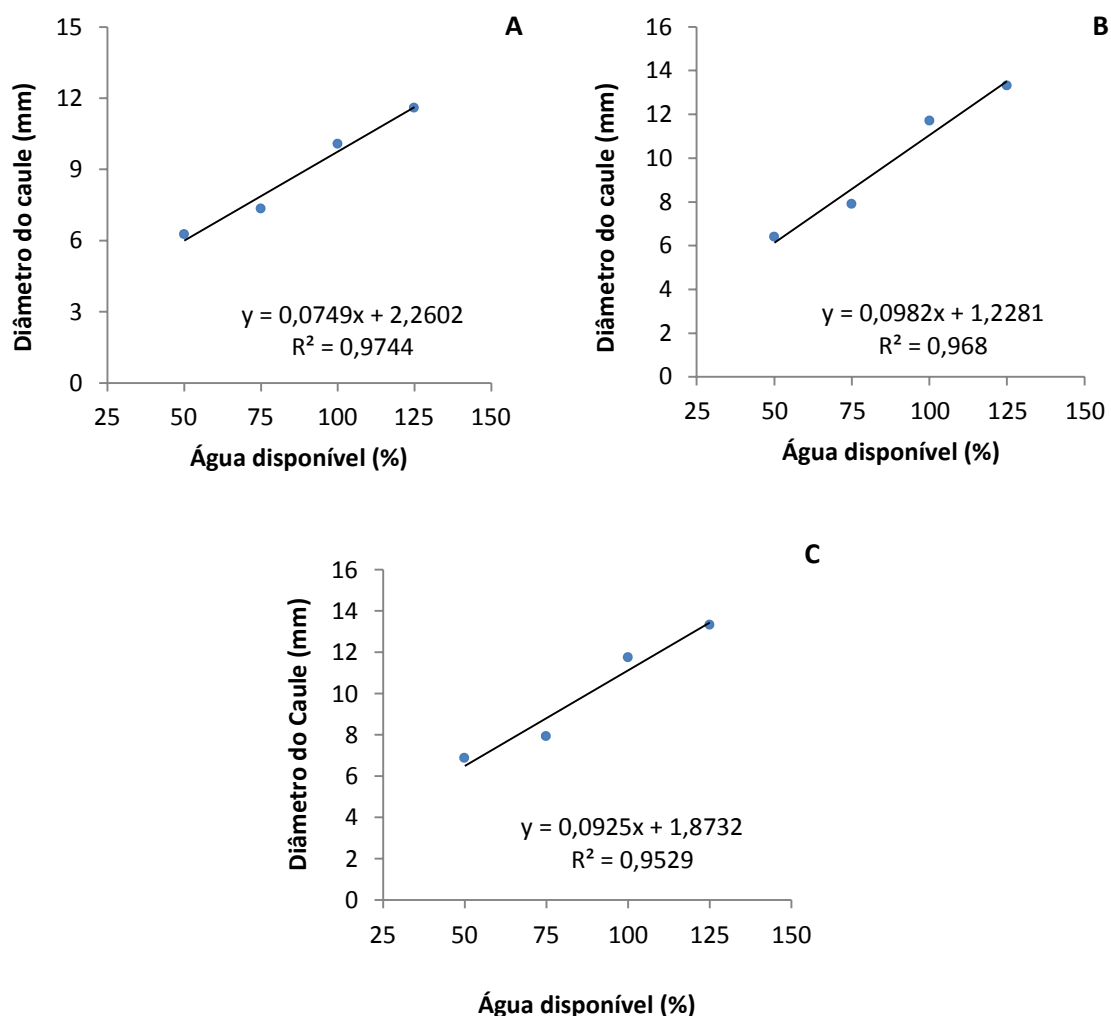 A
Diâmetro do caule (mm)
15
12
9
6
3
0
y = 0,0749x + 2,2602
R² = 0,9744
25 50 75 100 125 150
Água disponível (%)
B
Diâmetro do caule (mm)
16
14
12
10
8
6
4
2
0
y = 0,0982x + 1,2281
R² = 0,968
25 50 75 100 125 150
Água disponível (%)
C
Diâmetro do Caule (mm)
16
14
12
10
8
6
4
2
0
y = 0,0925x + 1,8732
R² = 0,9529
25 50 75 100 125 150
Água disponível (%)